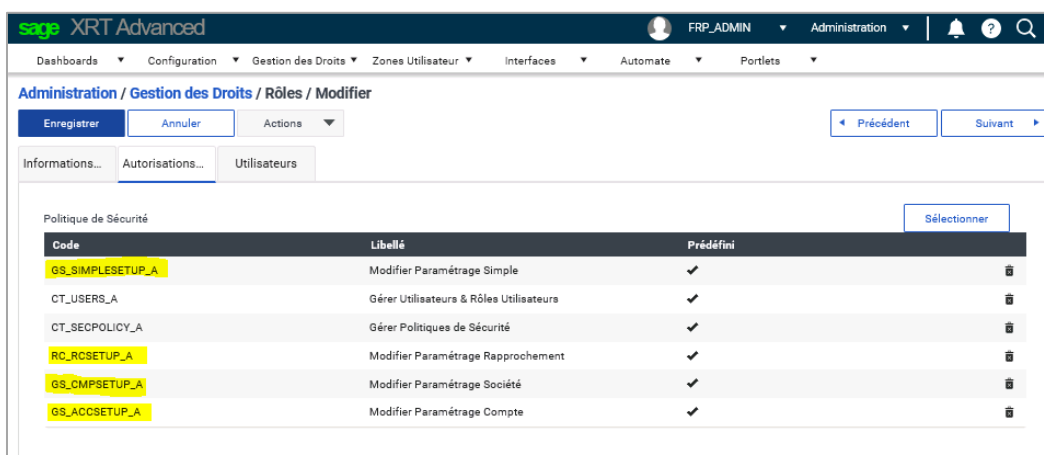 sage XRT Advanced FRP_ADMIN Administration
Dashboards Configuration Gestion des Droits Zones Utilisateur Interfaces Automate Portlets
Administration / Gestion des Droits / Rôles / Modifier
Enregistrer Annuler Actions Précédent Suivant
Informations... Autorisations... Utilisateurs
Politique de Sécurité Sélectionner
Code Libellé Prédéfini
GS_SIMPLESETUP_A Modifier Paramétrage Simple
CT_USERS_A Gérer Utilisateurs & Rôles Utilisateurs
CT_SECPOLICY_A Gérer Politiques de Sécurité
RC_RCSETUP_A Modifier Paramétrage Rapprochement
GS_CMPSETUP_A Modifier Paramétrage Société
GS_ACCSETUP_A Modifier Paramétrage Compte